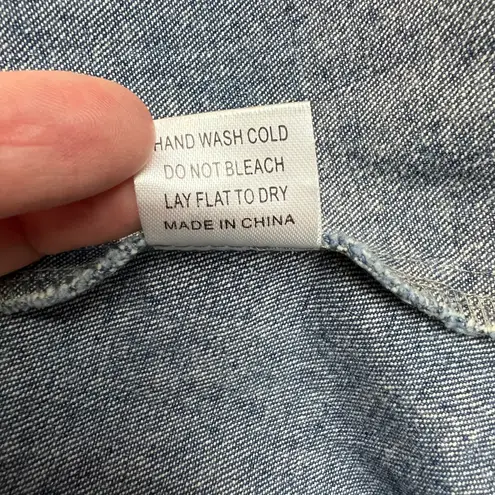 HAND WASH COLD
DO NOT BLEACH
LAY FLAT TO DRY
MADE IN CHINA